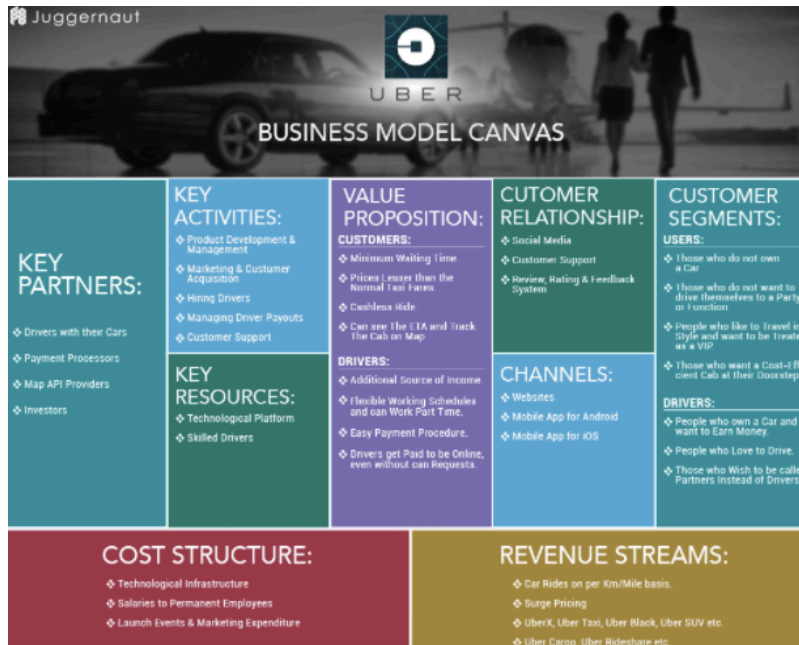 Juggernaut
UBER
BUSINESS MODEL CANVAS
KEY
PARTNERS:
❖ Drivers with their Cars
❖ Payment Processors
❖ Map API Providers
❖ Investors
KEY
ACTIVITIES:
❖ Product Development &
Management
❖ Marketing & Custumer
Acquisition
❖ Hiring Drivers
❖ Managing Driver Payouts
❖ Customer Support
KEY
RESOURCES:
❖ Technological Platform
❖ Skilled Drivers
VALUE
PROPOSITION:
CUSTOMERS:
❖ Minimum Waiting Time
❖ Prices Lesser than the
Normal Taxi Fares
❖ Cashless Ride
❖ Can see The ETA and Track
The Cab on Map
DRIVERS:
❖ Additional Source of Income
❖ Flexible Working Schedules
and can Work Part Time.
❖ Easy Payment Procedure.
❖ Drivers get Paid to be Online,
even without can Requests.
CUTOMER
RELATIONSHIP:
❖ Social Media
❖ Customer Support
❖ Review, Rating & Feedback
System
CHANNELS:
❖ Websites
❖ Mobile App for Android
❖ Mobile App for iOS
CUSTOMER
SEGMENTS:
USERS:
❖ Those who do not own
a Car
❖ Those who do not want to
drive themselves to a Party
or Function
❖ People who like to Travel in
Style and want to be Treate
as a VIP
❖ Those who want a Cost-Eff
cient Cab at their Doorstep
DRIVERS:
❖ People who own a Car and
want to Earn Money.
❖ People who Love to Drive.
❖ Those who Wish to be calle
Partners Instead of Drivers
COST STRUCTURE:
❖ Technological Infrastructure
❖ Salaries to Permanent Employees
❖ Launch Events & Marketing Expenditure
REVENUE STREAMS:
❖ Car Rides on per Km/Mile basis.
❖ Surge Pricing
❖ UberX, Uber Taxi, Uber Black, Uber SUV etc.
❖ Uber Cargo, Uber Rideshare etc.